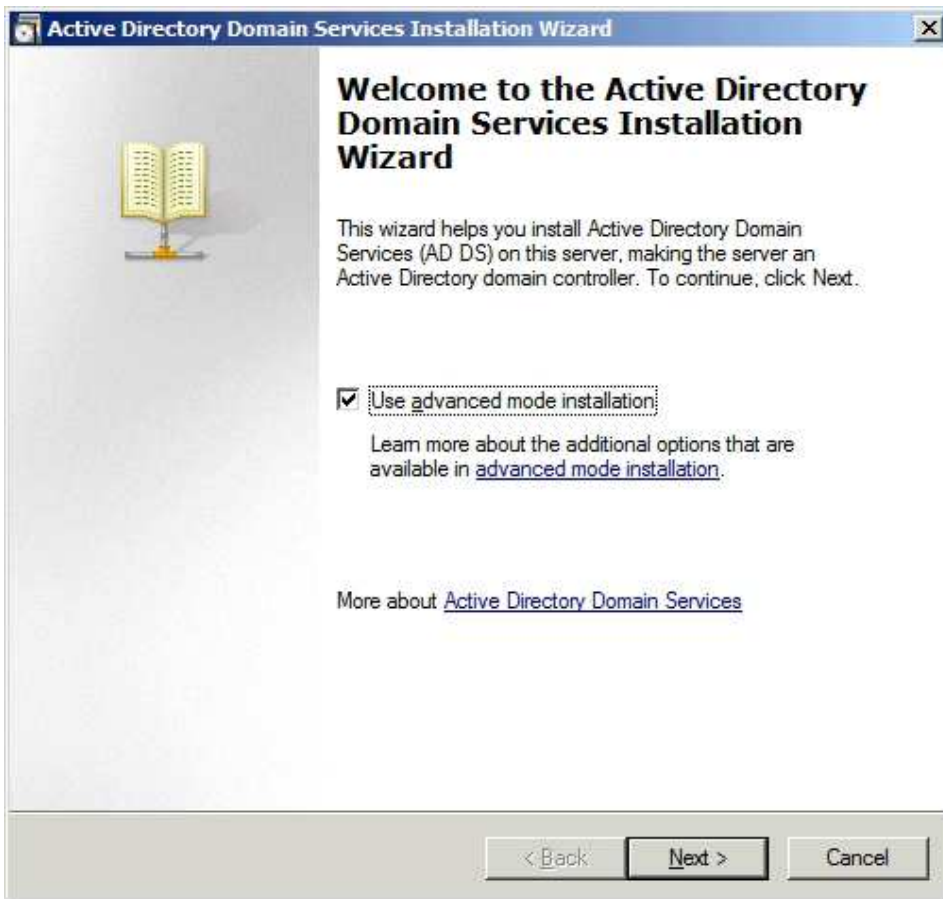 Active Directory Domain Services Installation Wizard
Welcome to the Active Directory
Domain Services Installation
Wizard
This wizard helps you install Active Directory Domain
Services (AD DS) on this server, making the server an
Active Directory domain controller. To continue, click Next.
Use advanced mode installation
Learn more about the additional options that are
available in advanced mode installation.
More about Active Directory Domain Services
< Back Next > Cancel